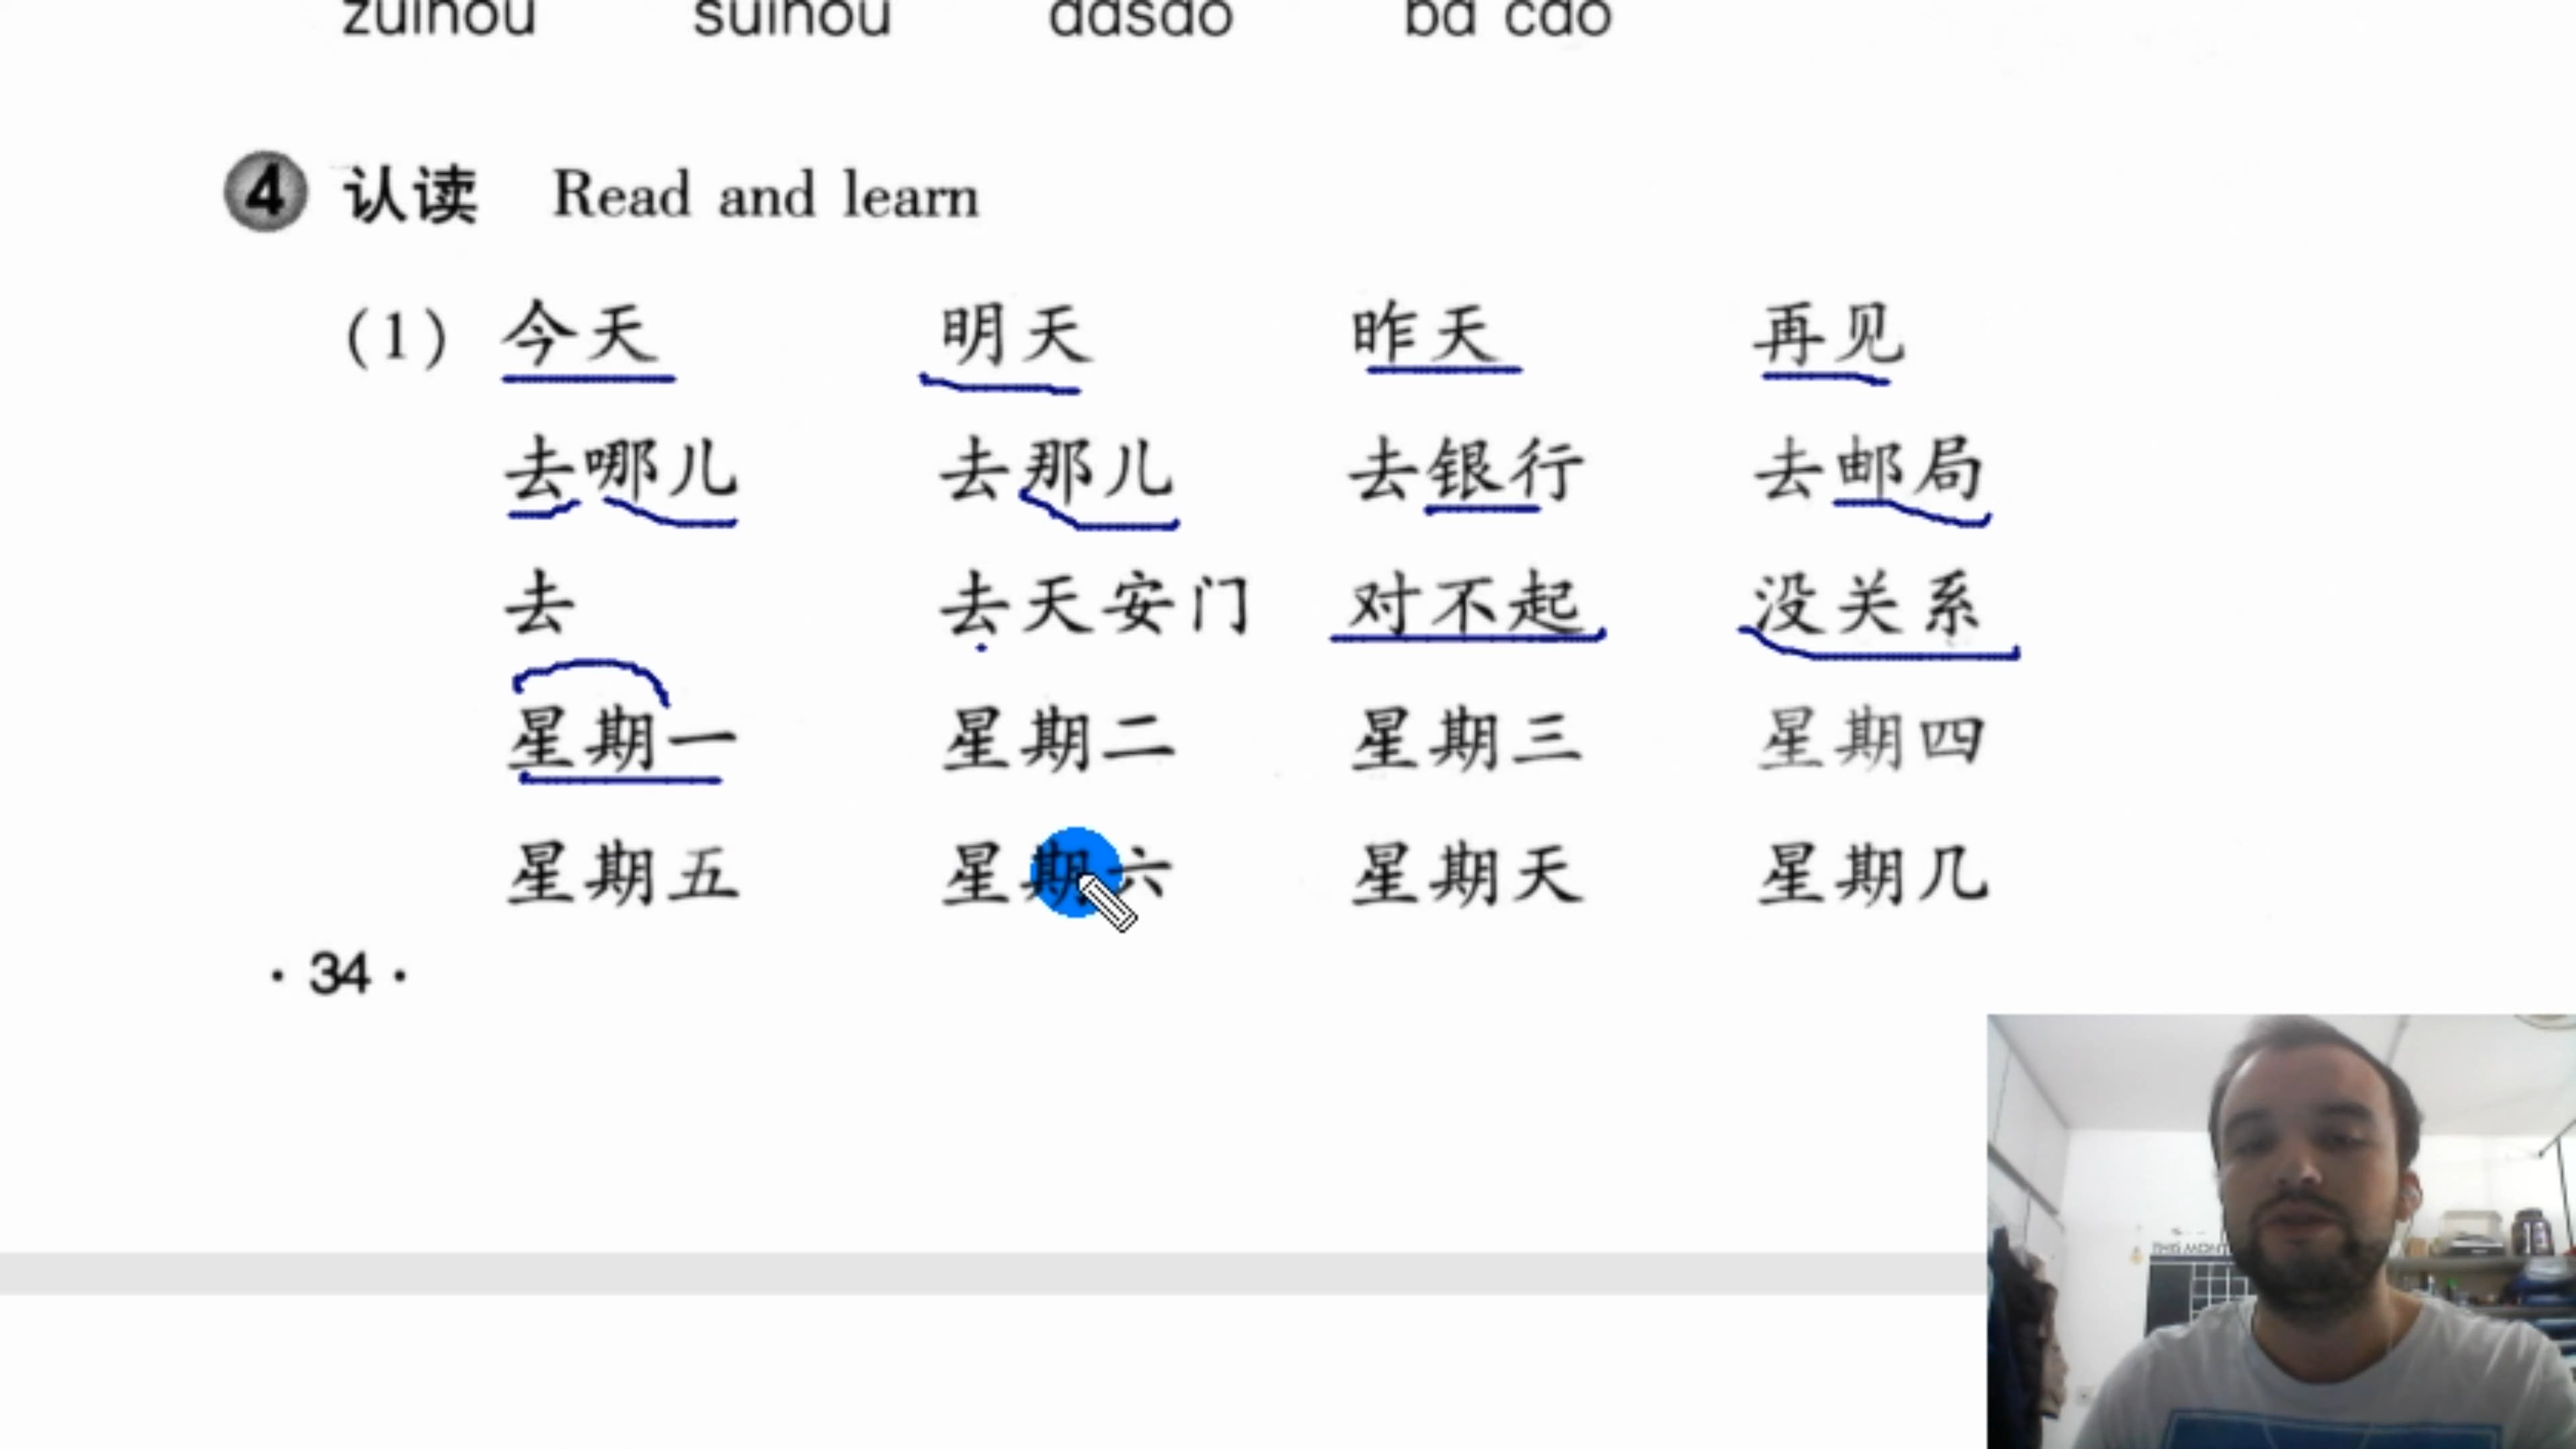 zuihou suihou dasao ba cao
4 认读 Read and learn
(1) 今天 明天 昨天 再见
去哪儿 去那儿 去银行 去邮局
去 去天安门 对不起 没关系
星期一 星期二 星期三 星期四
星期五 星期六 星期天 星期几
· 34 ·